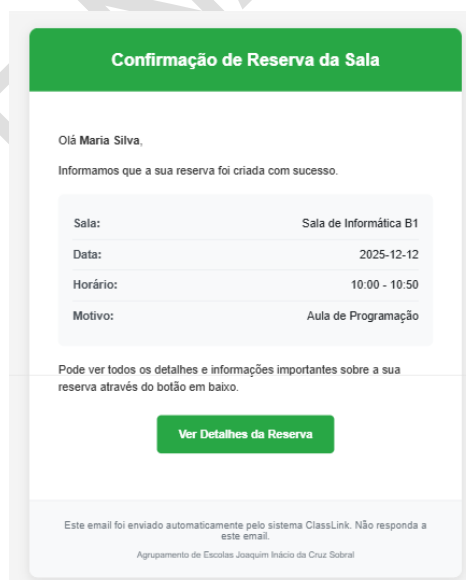 Confirmação de Reserva da Sala
Olá Maria Silva,
Informamos que a sua reserva foi criada com sucesso.
Sala: Sala de Informática B1
Data: 2025-12-12
Horário: 10:00 - 10:50
Motivo: Aula de Programação
Pode ver todos os detalhes e informações importantes sobre a sua
reserva através do botão em baixo.
Ver Detalhes da Reserva
Este email foi enviado automaticamente pelo sistema ClassLink. Não responda a
este email.
Agrupamento de Escolas Joaquim Inácio da Cruz Sobral